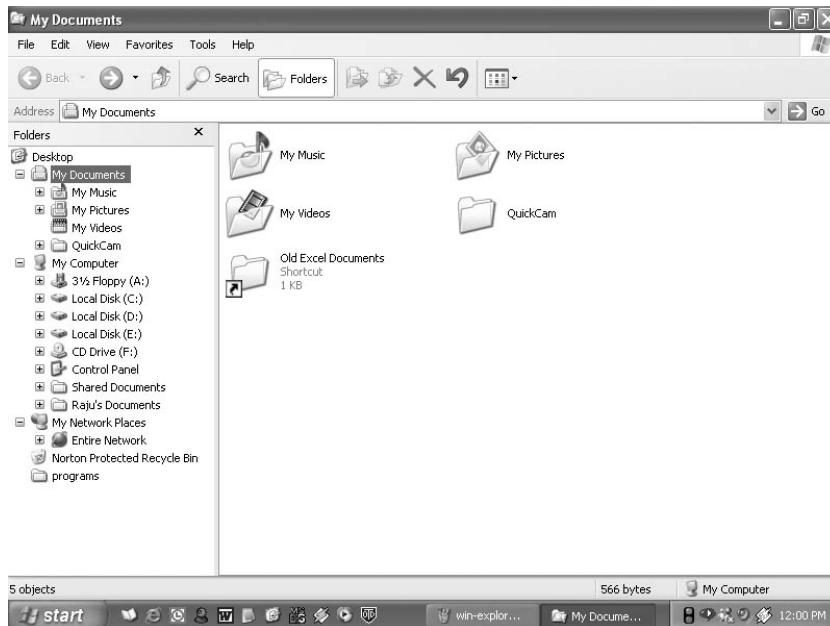 My Documents
File Edit View Favorites Tools Help
Back Search Folders
Address My Documents Go
Folders
Desktop
My Documents
My Music
My Pictures
My Videos
QuickCam
My Computer
3½ Floppy (A:)
Local Disk (C:)
Local Disk (D:)
Local Disk (E:)
CD Drive (F:)
Control Panel
Shared Documents
Raju's Documents
My Network Places
Entire Network
Norton Protected Recycle Bin
programs
My Music
My Pictures
My Videos
QuickCam
Old Excel Documents
Shortcut
1 KB
5 objects 566 bytes My Computer
start win-explor... My Docume... 12:00 PM